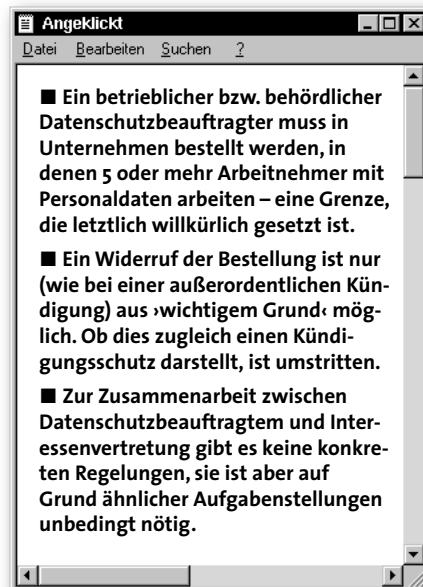 Angeklickt
Datei Bearbeiten Suchen ?
■ Ein betrieblicher bzw. behördlicher
Datenschutzbeauftragter muss in
Unternehmen bestellt werden, in
denen 5 oder mehr Arbeitnehmer mit
Personaldaten arbeiten – eine Grenze,
die letztlich willkürlich gesetzt ist.
■ Ein Widerruf der Bestellung ist nur
(wie bei einer außerordentlichen Kün-
digung) aus ›wichtigem Grund‹ mög-
lich. Ob dies zugleich einen Kündi-
gungsschutz darstellt, ist umstritten.
■ Zur Zusammenarbeit zwischen
Datenschutzbeauftragtem und Inter-
essenvertretung gibt es keine konkre-
ten Regelungen, sie ist aber auf
Grund ähnlicher Aufgabenstellungen
unbedingt nötig.